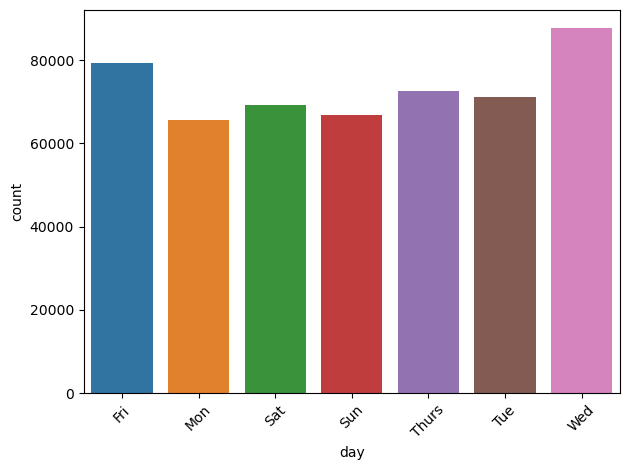 80000
60000
40000
20000
0
count
Fri
Mon
Sat
Sun
Thurs
Tue
Wed
day